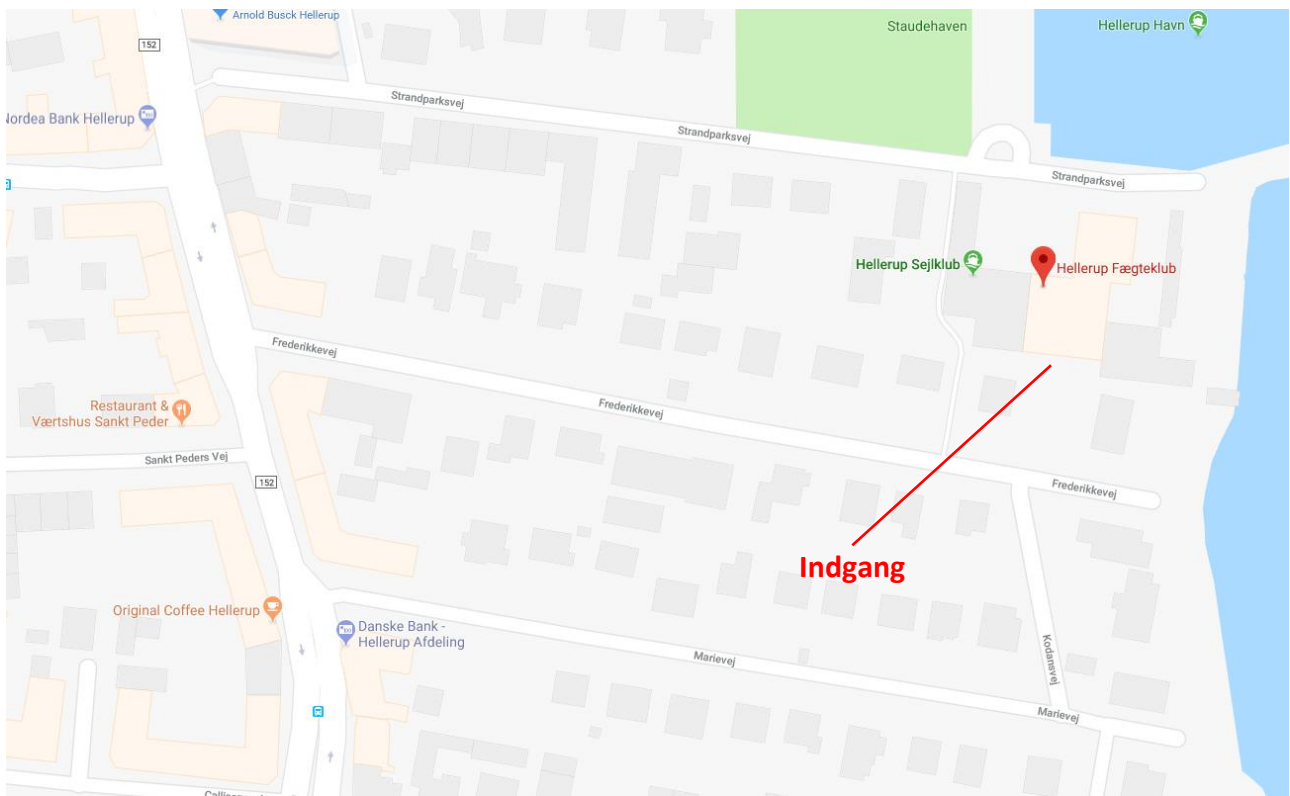 Arnold Busck Hellerup
Staudehaven
Hellerup Havn
152
Strandparksvej
Nordea Bank Hellerup
Strandparksvej
Strandparksvej
Hellerup Sejlklub
Hellerup Fægteklub
Frederikkevej
Restaurant &
Værtshus Sankt Peder
Frederikkevej
Sankt Peders Vej
152
Frederikkevej
Indgang
Original Coffee Hellerup
Danske Bank -
Hellerup Afdeling
Marievej
Kodansvej
Marievej